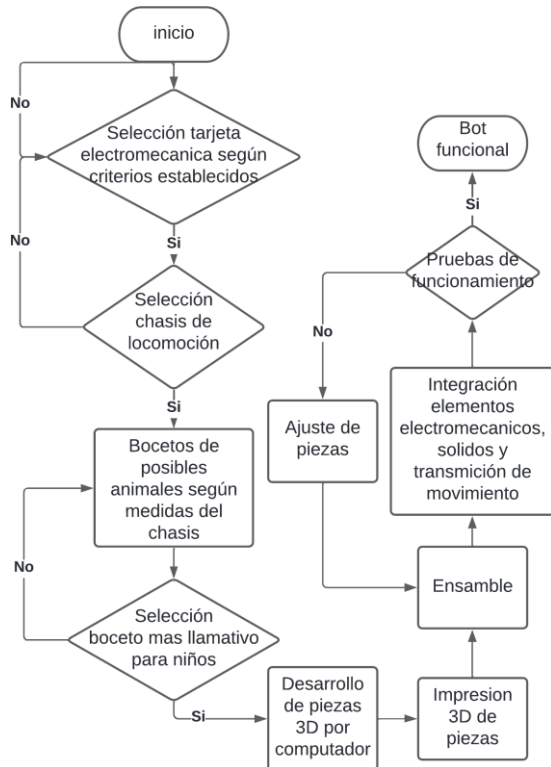 inicio
No
Selección tarjeta
electromecanica según
criterios establecidos
Si
No
Selección
chasis de
locomoción
Si
Bocetos de
posibles
animales según
medidas del
chasis
No
Selección
boceto mas llamativo
para niños
Si
Desarrollo
de piezas
3D por
computador
Impresion
3D de
piezas
Ensamble
Integración
elementos
electromecanicos,
solidos y
transmición de
movimiento
Pruebas de
funcionamiento
No
Ajuste de
piezas
Si
Bot
funcional